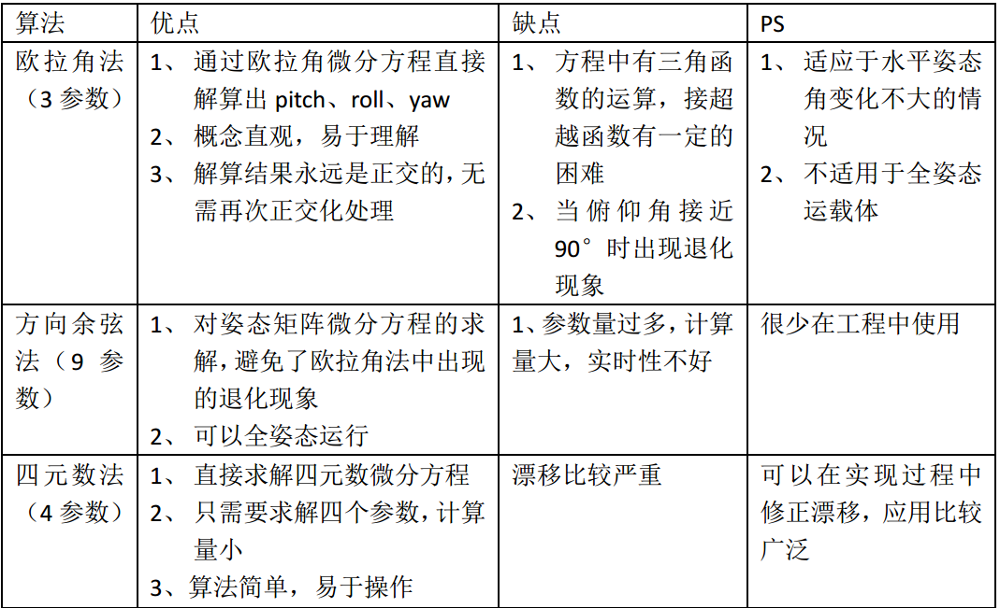 算法
优点
缺点
PS
欧拉角法
（3 参数）
1、 通过欧拉角微分方程直接
解算出 pitch、roll、yaw
2、 概念直观，易于理解
3、 解算结果永远是正交的，无
需再次正交化处理
1、 方程中有三角函
数的运算，接超
越函数有一定的
困难
2、 当俯仰角接近
90°时出现退化
现象
1、 适应于水平姿态
角变化不大的情
况
2、 不适用于全姿态
运载体
方向余弦
法（9 参
数）
1、 对姿态矩阵微分方程的求
解，避免了欧拉角法中出现
的退化现象
2、 可以全姿态运行
1、参数量过多，计算
量大，实时性不好
很少在工程中使用
四元数法
（4 参数）
1、 直接求解四元数微分方程
2、 只需要求解四个参数，计算
量小
3、算法简单，易于操作
漂移比较严重
可以在实现过程中
修正漂移，应用比较
广泛